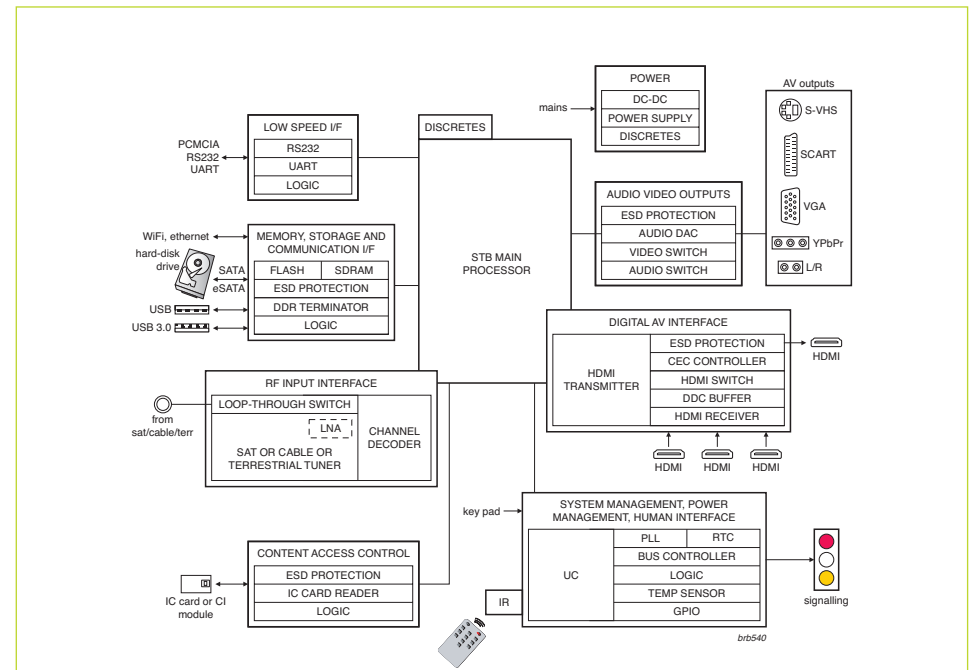 POWER
DC-DC
POWER SUPPLY
DISCRETES
mains
AV outputs
S-VHS
SCART
VGA
YPbPr
L/R
LOW SPEED I/F
RS232
UART
LOGIC
PCMCIA
RS232
UART
DISCRETES
STB MAIN
PROCESSOR
AUDIO VIDEO OUTPUTS
ESD PROTECTION
AUDIO DAC
VIDEO SWITCH
AUDIO SWITCH
WiFi, ethernet
hard-disk
drive
SATA
eSATA
USB
USB 3.0
MEMORY, STORAGE AND
COMMUNICATION I/F
FLASH
SDRAM
ESD PROTECTION
DDR TERMINATOR
LOGIC
DIGITAL AV INTERFACE
HDMI
TRANSMITTER
ESD PROTECTION
CEC CONTROLLER
HDMI SWITCH
DDC BUFFER
HDMI RECEIVER
HDMI
HDMI
HDMI
HDMI
RF INPUT INTERFACE
LOOP-THROUGH SWITCH
LNA
SAT OR CABLE OR
TERRESTRIAL TUNER
CHANNEL
DECODER
from
sat/cable/terr
key pad
SYSTEM MANAGEMENT, POWER
MANAGEMENT, HUMAN INTERFACE
UC
PLL
RTC
BUS CONTROLLER
LOGIC
TEMP SENSOR
GPIO
IR
signalling
CONTENT ACCESS CONTROL
ESD PROTECTION
IC CARD READER
LOGIC
IC card or CI
module
brb540